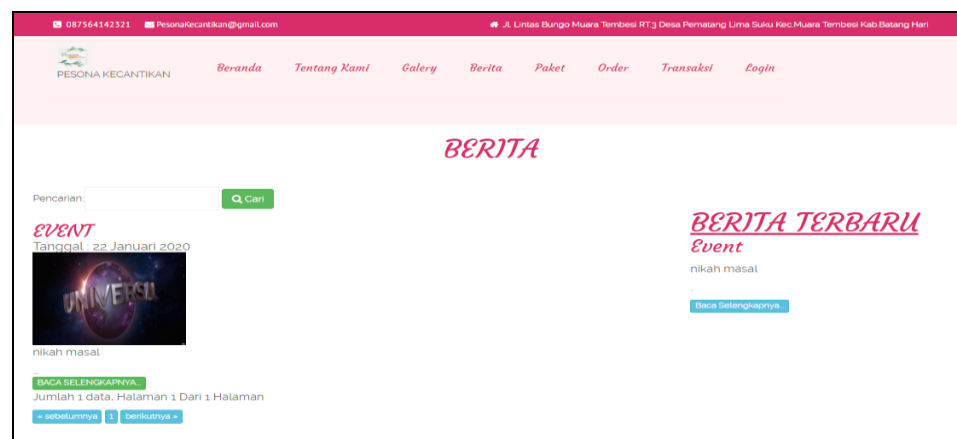 087564142321 PesonaKecantikan@gmail.com Jl. Lintas Bungo Muara Tembesi RT.3 Desa Pematang Lima Suku Kec.Muara Tembesi Kab.Batang Hari
PESONA KECANTIKAN
Beranda Tentang Kami Galery Berita Paket Order Transaksi Login
BERITA
Pencarian: Cari
EVENT
Tanggal : 22 Januari 2020
nikah masal
...
BACA SELENGKAPNYA..
Jumlah 1 data, Halaman 1 Dari 1 Halaman
« sebelumnya 1 berikutnya »
BERITA TERBARU
Event
nikah masal
.
Baca Selengkapnya..